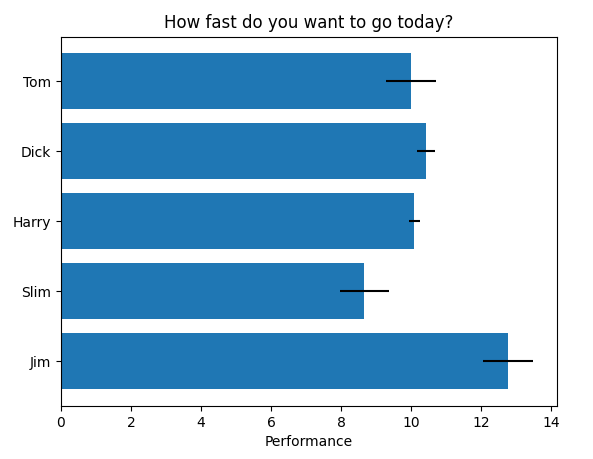 How fast do you want to go today?
Tom
Dick
Harry
Slim
Jim
0 2 4 6 8 10 12 14
Performance